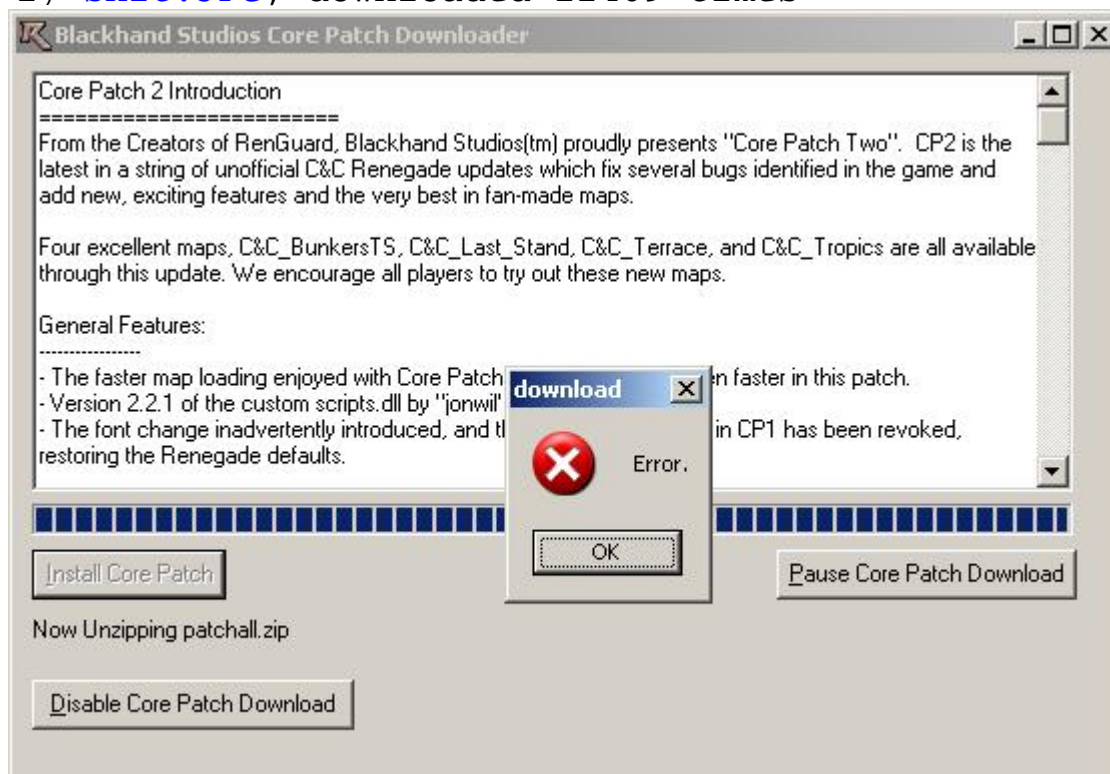 Blackhand Studios Core Patch Downloader
Core Patch 2 Introduction
=========================
From the Creators of RenGuard, Blackhand Studios(tm) proudly presents "Core Patch Two". CP2 is the
latest in a string of unofficial C&C Renegade updates which fix several bugs identified in the game and
add new, exciting features and the very best in fan-made maps.
Four excellent maps, C&C_BunkersTS, C&C_Last_Stand, C&C_Terrace, and C&C_Tropics are all available
through this update. We encourage all players to try out these new maps.
General Features:
----------------
- The faster map loading enjoyed with Core Patch
n faster in this patch.
- Version 2.2.1 of the custom scripts.dll by "jonwil"
- The font change inadvertently introduced, and
in CP1 has been revoked,
restoring the Renegade defaults.
download
Error.
OK
Install Core Patch
Pause Core Patch Download
Now Unzipping patchall.zip
Disable Core Patch Download